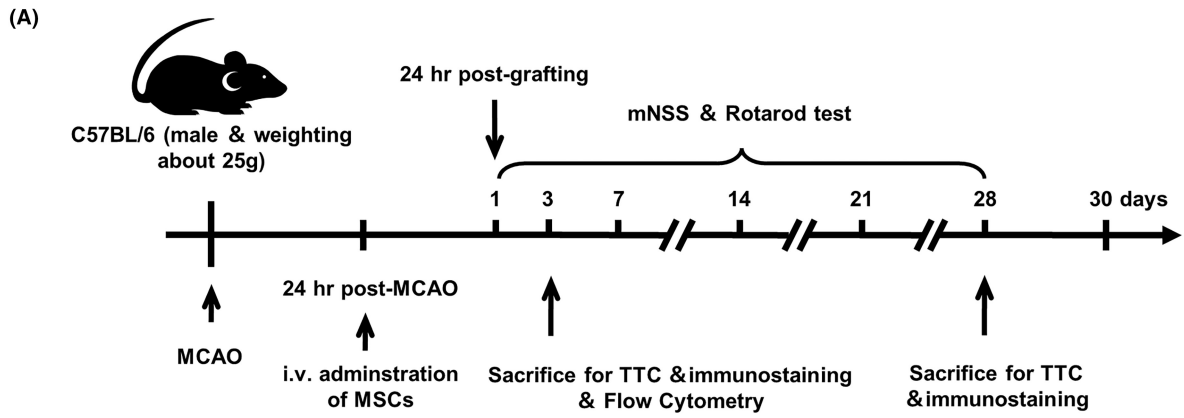 (A)
24 hr post-grafting
mNSS & Rotarod test
C57BL/6 (male & weighting
about 25g)
1 3 7 14 21 28 30 days
24 hr post-MCAO
MCAO
i.v. adminstration
of MSCs
Sacrifice for TTC &immunostaining
& Flow Cytometry
Sacrifice for TTC
&immunostaining